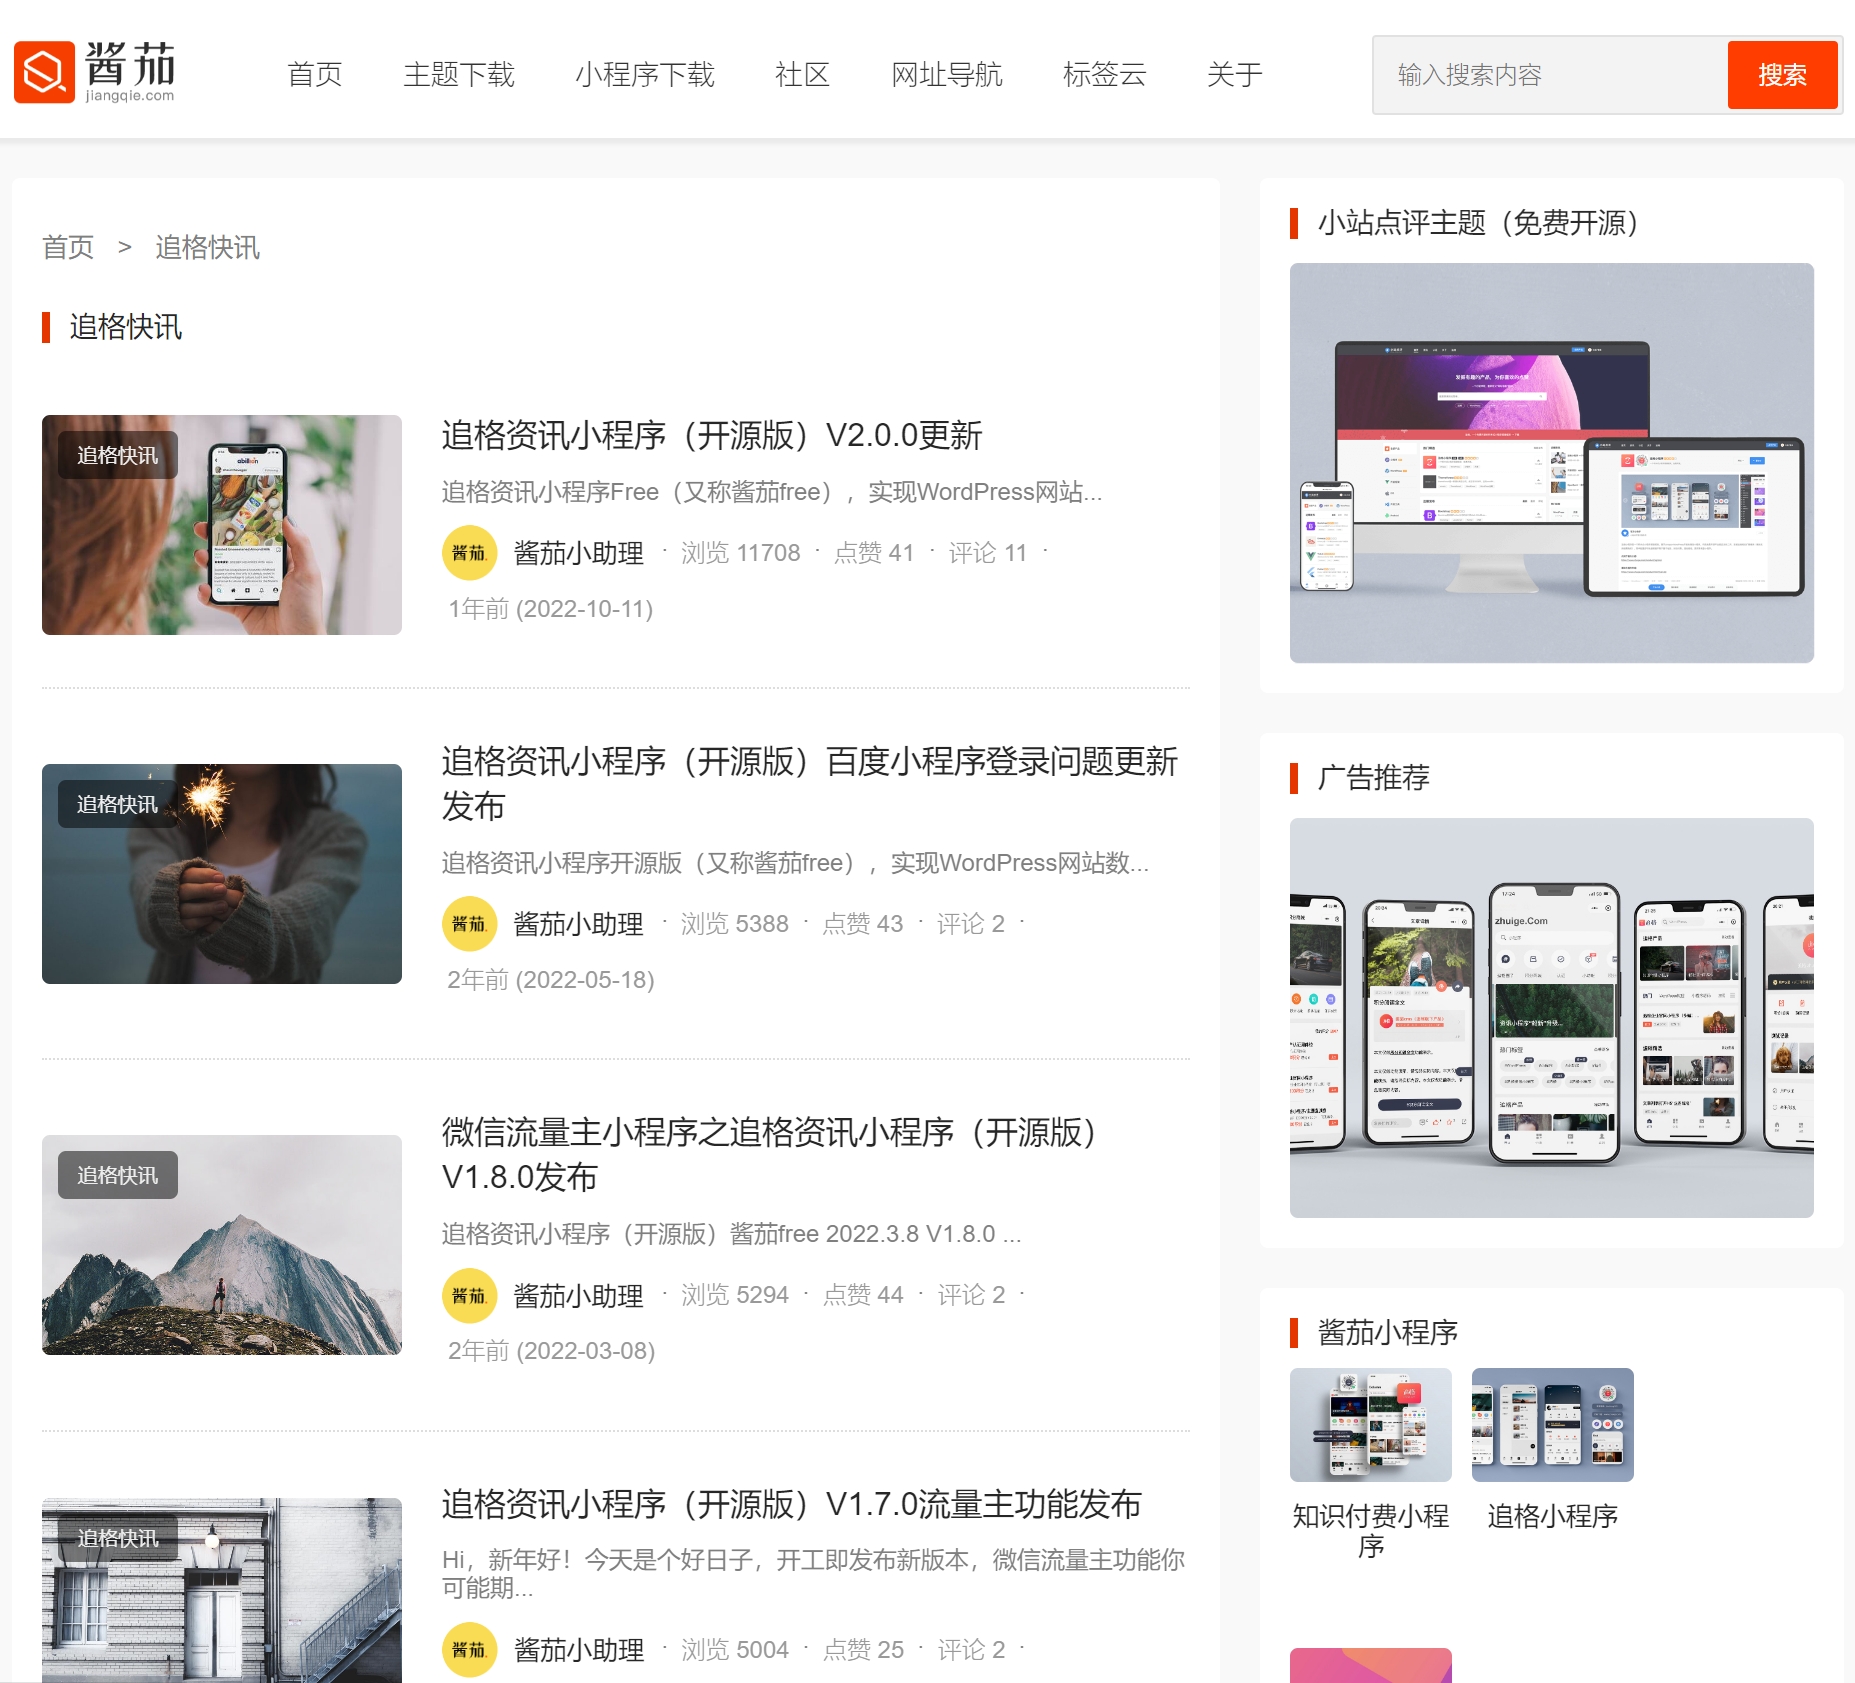 酱茄
jiangqie.com
首页
主题下载
小程序下载
社区
网址导航
标签云
关于
输入搜索内容
搜索
首页 > 追格快讯
追格快讯
追格快讯
追格资讯小程序（开源版）V2.0.0更新
追格资讯小程序Free（又称酱茄free），实现WordPress网站...
酱茄.
酱茄小助理 · 浏览 11708 · 点赞 41 · 评论 11 ·
1年前 (2022-10-11)
追格快讯
追格资讯小程序（开源版）百度小程序登录问题更新
发布
追格资讯小程序开源版（又称酱茄free），实现WordPress网站数...
酱茄.
酱茄小助理 · 浏览 5388 · 点赞 43 · 评论 2 ·
2年前 (2022-05-18)
追格快讯
微信流量主小程序之追格资讯小程序（开源版）
V1.8.0发布
追格资讯小程序（开源版）酱茄free 2022.3.8 V1.8.0 ...
酱茄.
酱茄小助理 · 浏览 5294 · 点赞 44 · 评论 2 ·
2年前 (2022-03-08)
追格快讯
追格资讯小程序（开源版）V1.7.0流量主功能发布
Hi，新年好！今天是个好日子，开工即发布新版本，微信流量主功能你
可能期...
酱茄.
酱茄小助理 · 浏览 5004 · 点赞 25 · 评论 2 ·
小站点评主题（免费开源）
广告推荐
zhuige.Com
酱茄小程序
知识付费小程
序
追格小程序